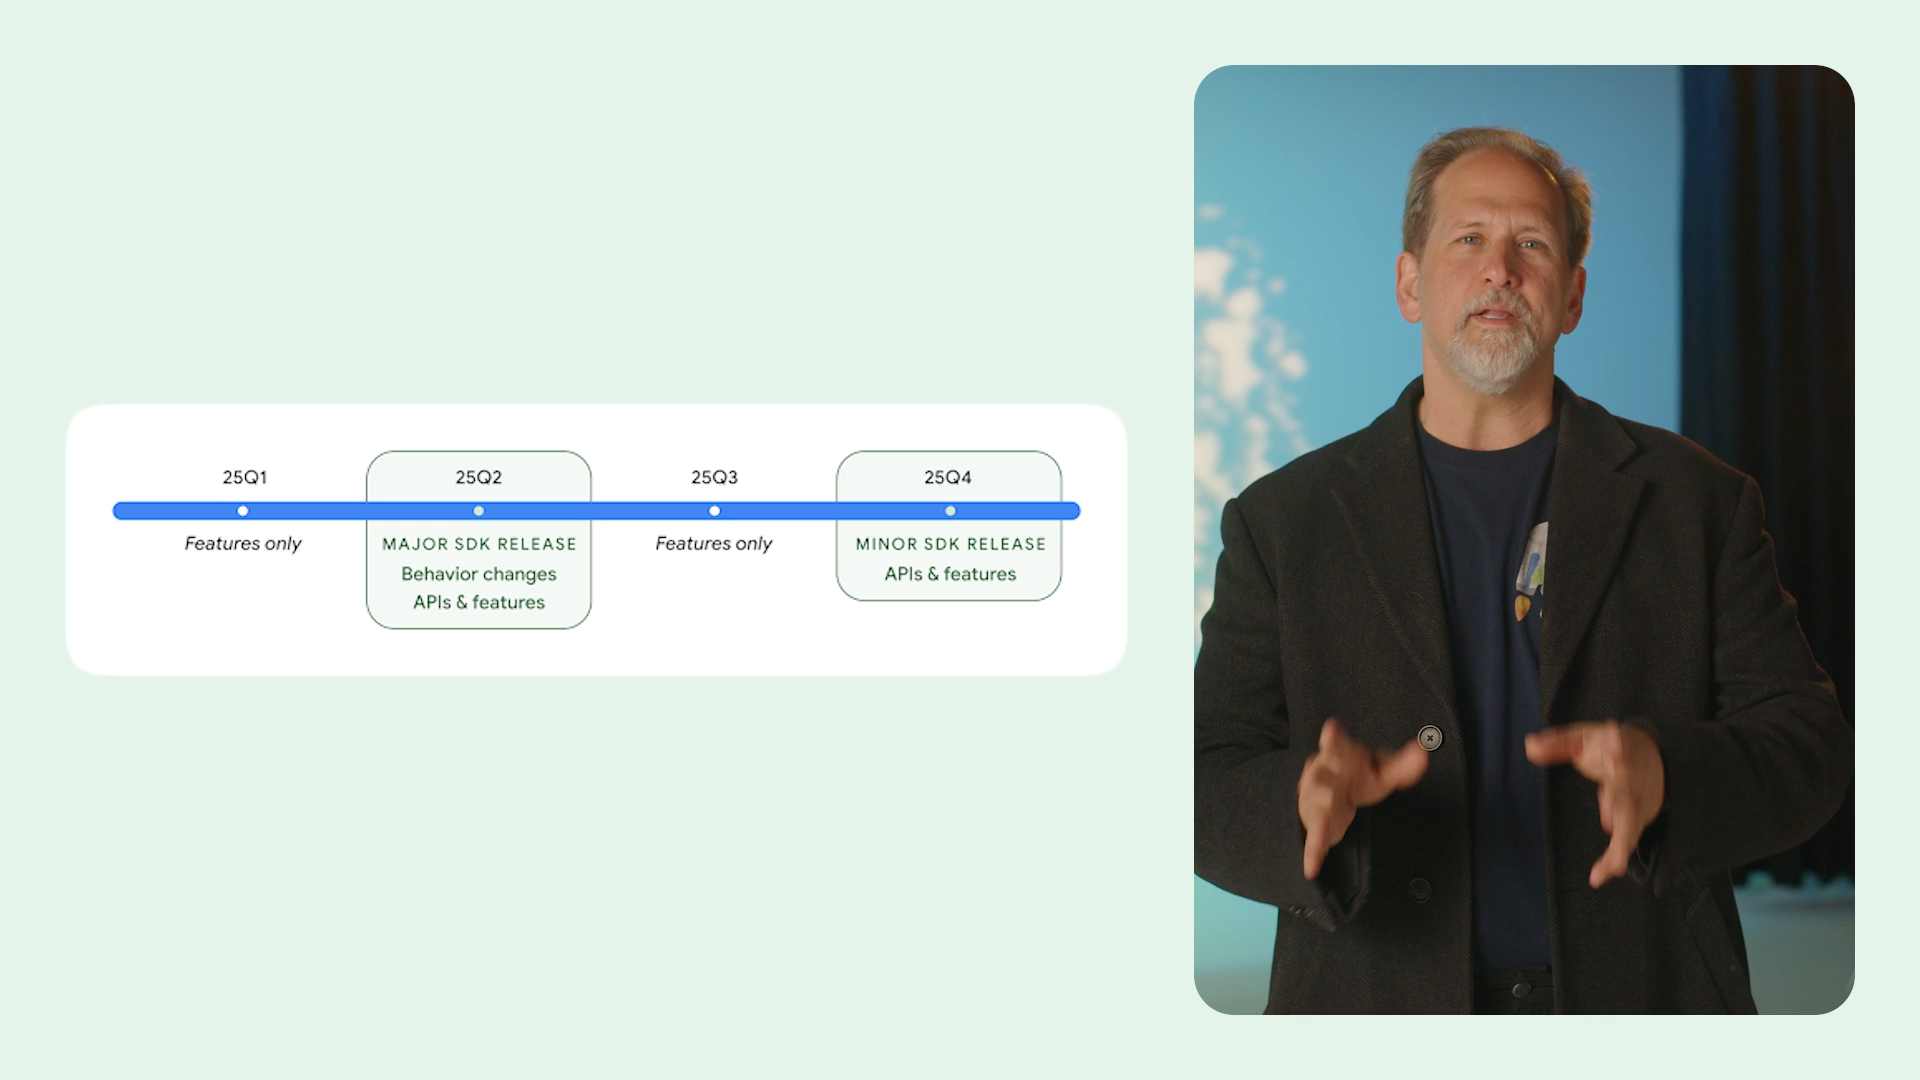 25Q1
Features only
25Q2
MAJOR SDK RELEASE
Behavior changes
APIs & features
25Q3
Features only
25Q4
MINOR SDK RELEASE
APIs & features